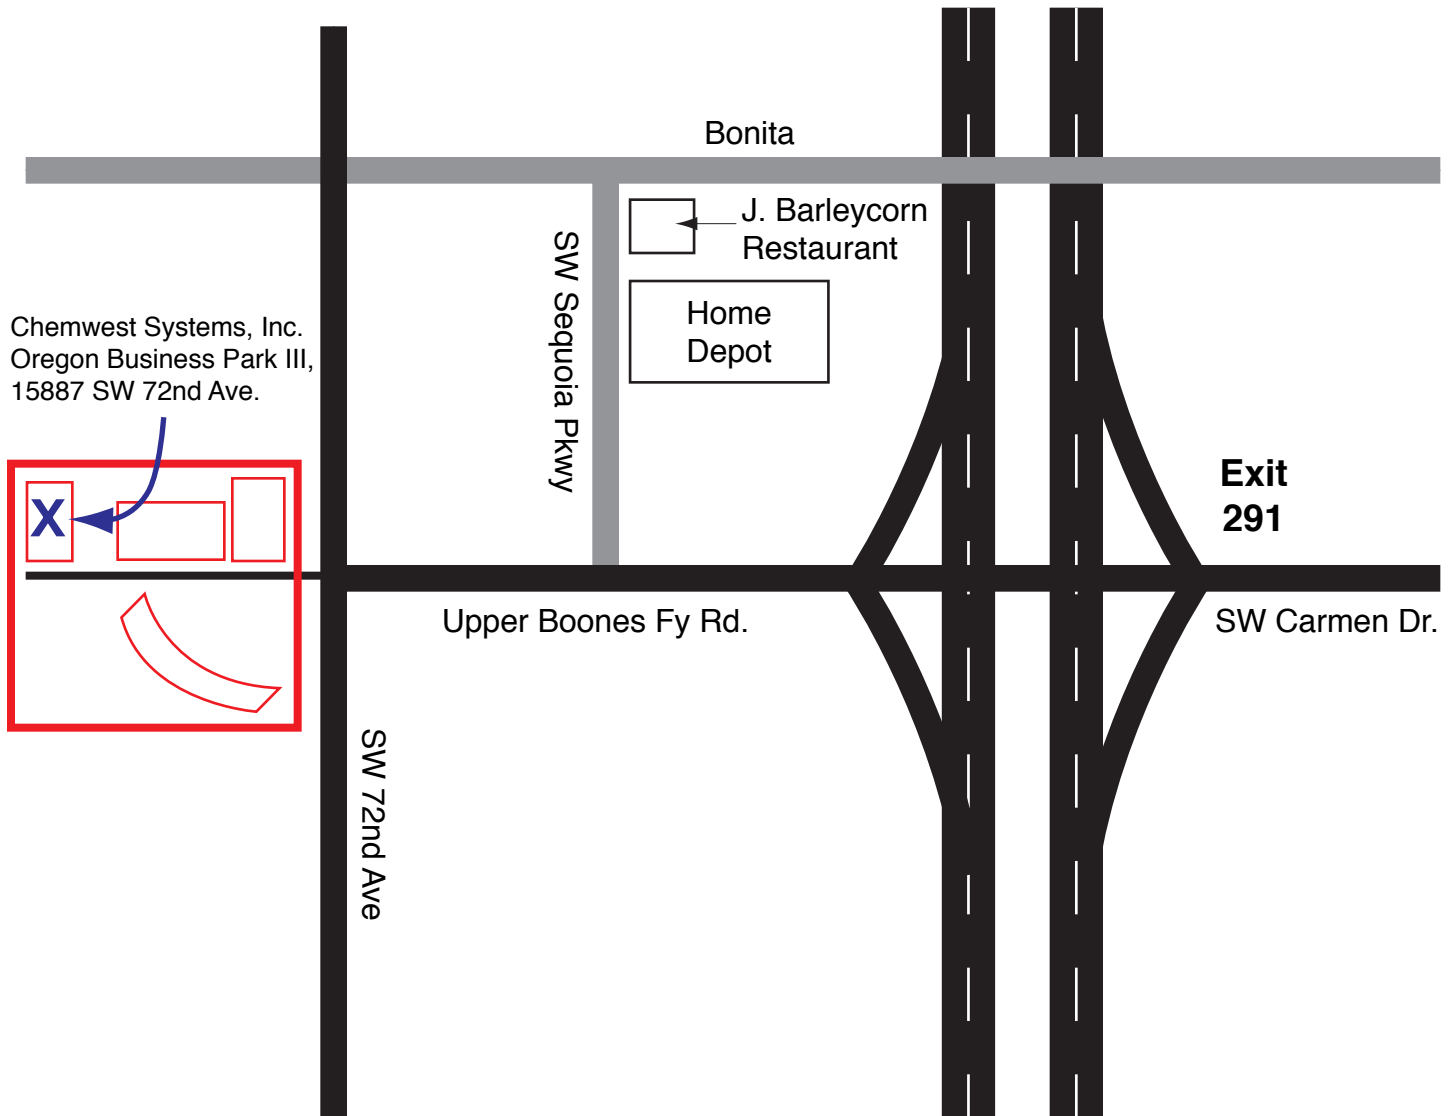 Bonita
J. Barleycorn
Restaurant
SW Sequoia Pkwy
Home
Depot
Chemwest Systems, Inc.
Oregon Business Park III,
15887 SW 72nd Ave.
X
Exit
291
Upper Boones Fy Rd.
SW Carmen Dr.
SW 72nd Ave